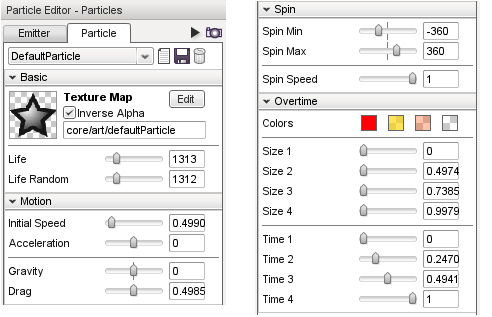 Particle Editor - Particles
Emitter Particle
DefaultParticle
Basic
Texture Map Edit
Inverse Alpha
core/art/defaultParticle
Life 1313
Life Random 1312
Motion
Initial Speed 0.4990
Acceleration 0
Gravity 0
Drag 0.4985
Spin
Spin Min -360
Spin Max 360
Spin Speed 1
Overtime
Colors
Size 1 0
Size 2 0.4974
Size 3 0.7385
Size 4 0.9979
Time 1 0
Time 2 0.2470
Time 3 0.4941
Time 4 1